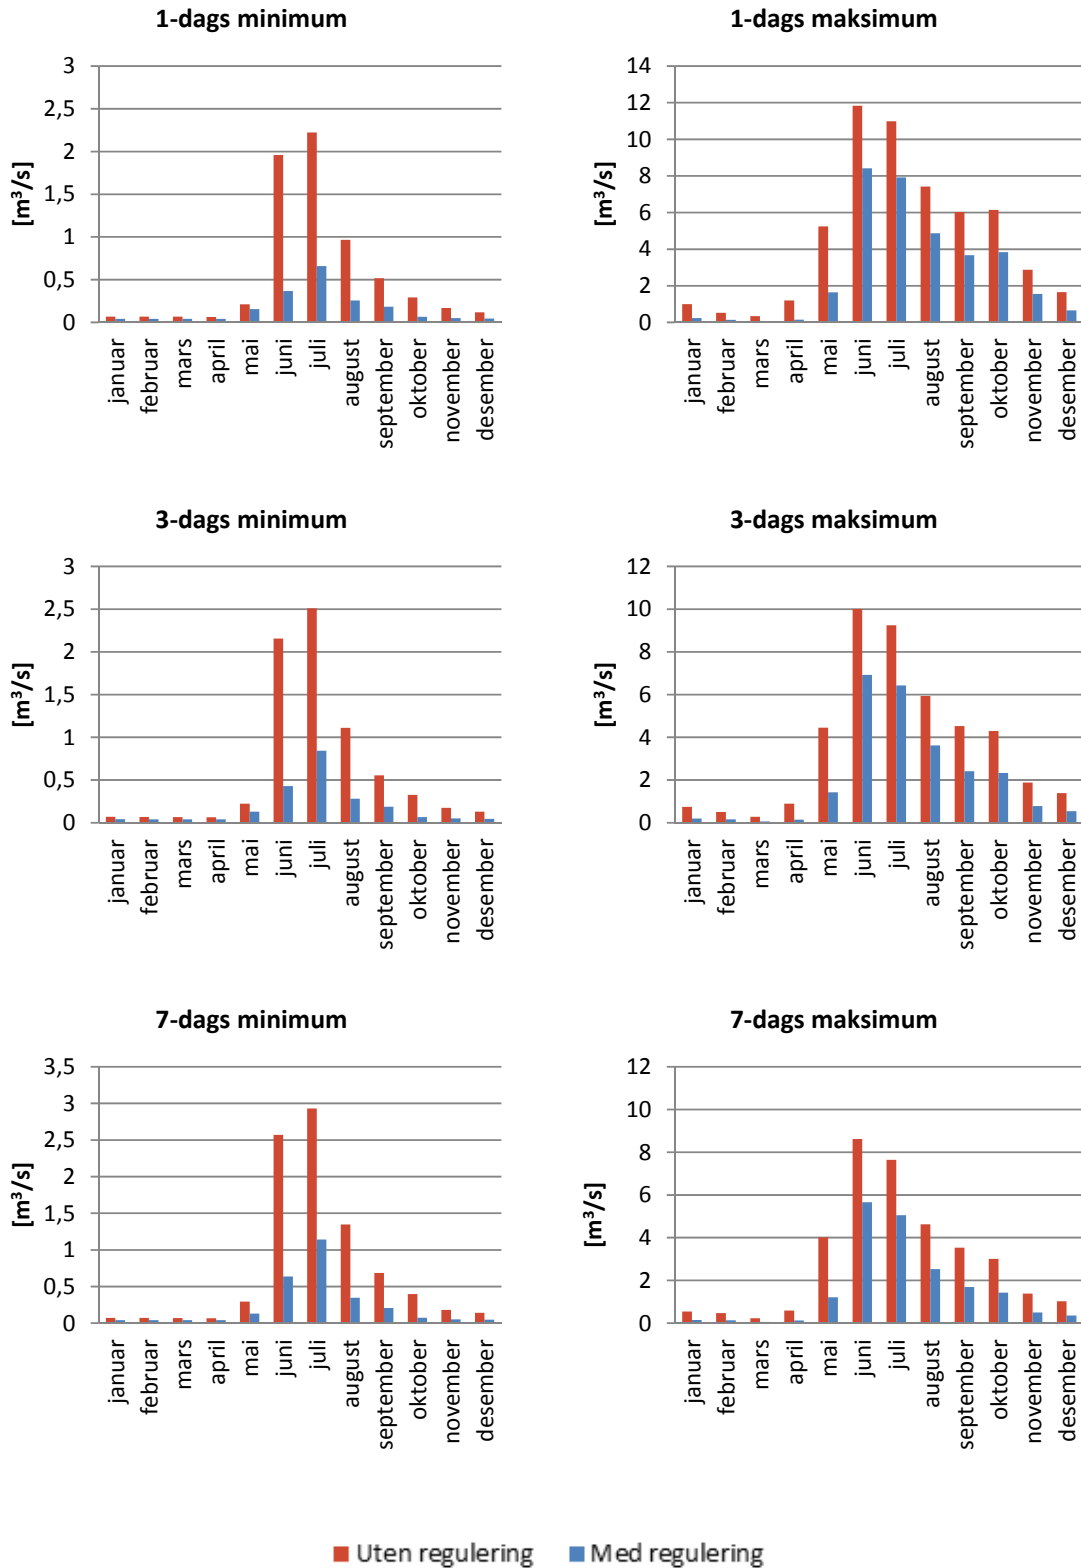 1-dags minimum
3
2,5
2
1,5
1
0,5
0
[m³/s]
januar
februar
mars
april
mai
juni
juli
august
september
oktober
november
desember
1-dags maksimum
14
12
10
8
6
4
2
0
[m³/s]
januar
februar
mars
april
mai
juni
juli
august
september
oktober
november
desember
3-dags minimum
3
2,5
2
1,5
1
0,5
0
[m³/s]
januar
februar
mars
april
mai
juni
juli
august
september
oktober
november
desember
3-dags maksimum
12
10
8
6
4
2
0
[m³/s]
januar
februar
mars
april
mai
juni
juli
august
september
oktober
november
desember
7-dags minimum
3,5
3
2,5
2
1,5
1
0,5
0
[m³/s]
januar
februar
mars
april
mai
juni
juli
august
september
oktober
november
desember
7-dags maksimum
12
10
8
6
4
2
0
[m³/s]
januar
februar
mars
april
mai
juni
juli
august
september
oktober
november
desember
Uten regulering Med regulering